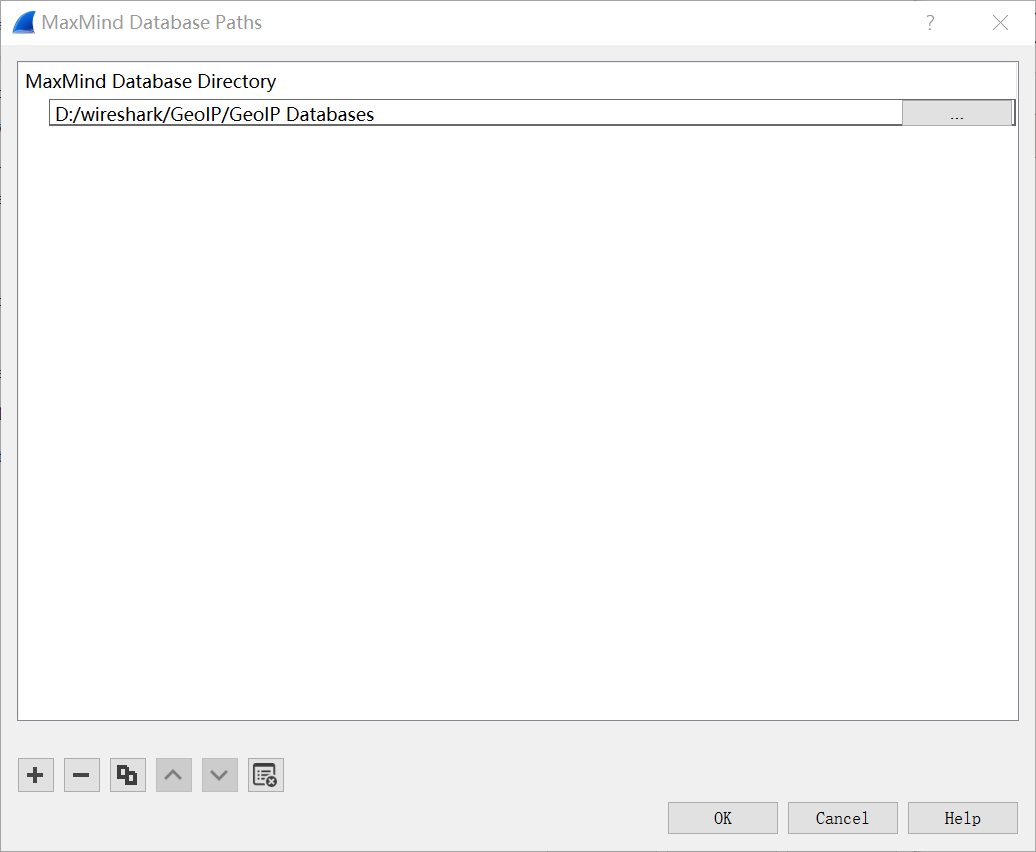 MaxMind Database Paths
?
MaxMind Database Directory
D:/wireshark/GeoIP/GeoIP Databases
...
OK
Cancel
Help